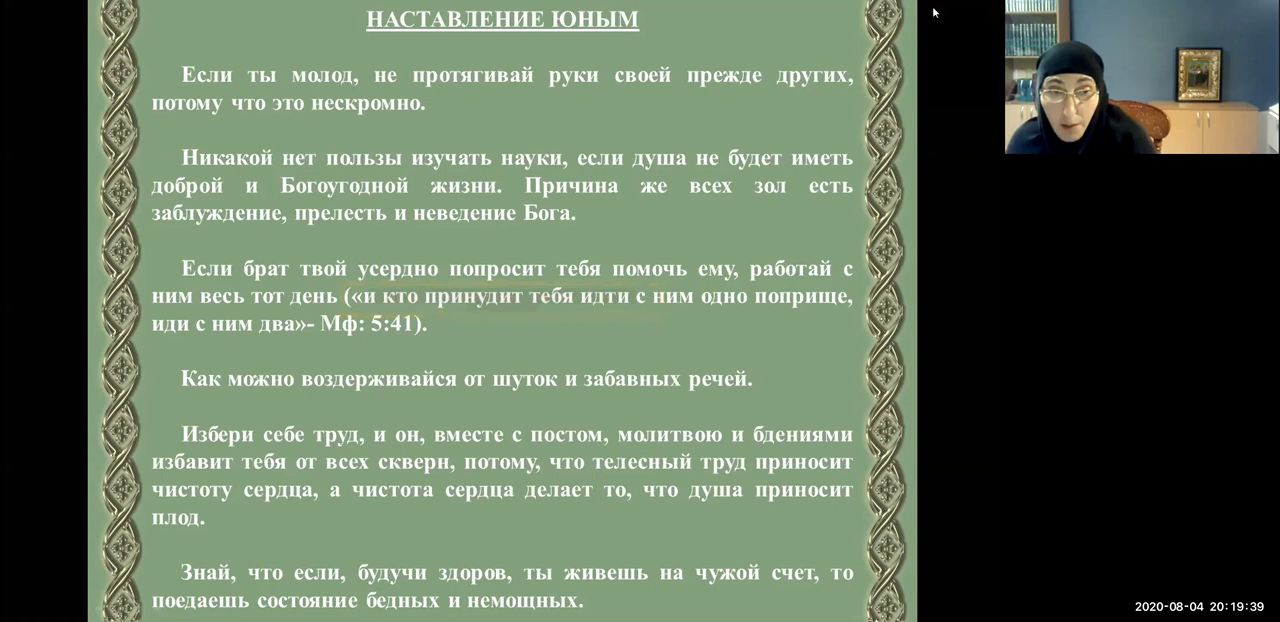 НАСТАВЛЕНИЕ ЮНЫМ
Если ты молод, не протягивай руки своей прежде других,
потому что это нескромно.
Никакой нет пользы изучать науки, если душа не будет иметь
доброй и Богоугодной жизни. Причина же всех зол есть
заблуждение, прелесть и неведение Бога.
Если брат твой усердно попросит тебя помочь ему, работай с
ним весь тот день («и кто принудит тебя идти с ним одно поприще,
иди с ним два»- Мф: 5:41).
Как можно воздерживайся от шуток и забавных речей.
Избери себе труд, и он, вместе с постом, молитвою и бдениями
избавит тебя от всех скверн, потому, что телесный труд приносит
чистоту сердца, а чистота сердца делает то, что душа приносит
плод.
Знай, что если, будучи здоров, ты живешь на чужой счет, то
поедаешь состояние бедных и немощных.
2020-08-04 20:19:39